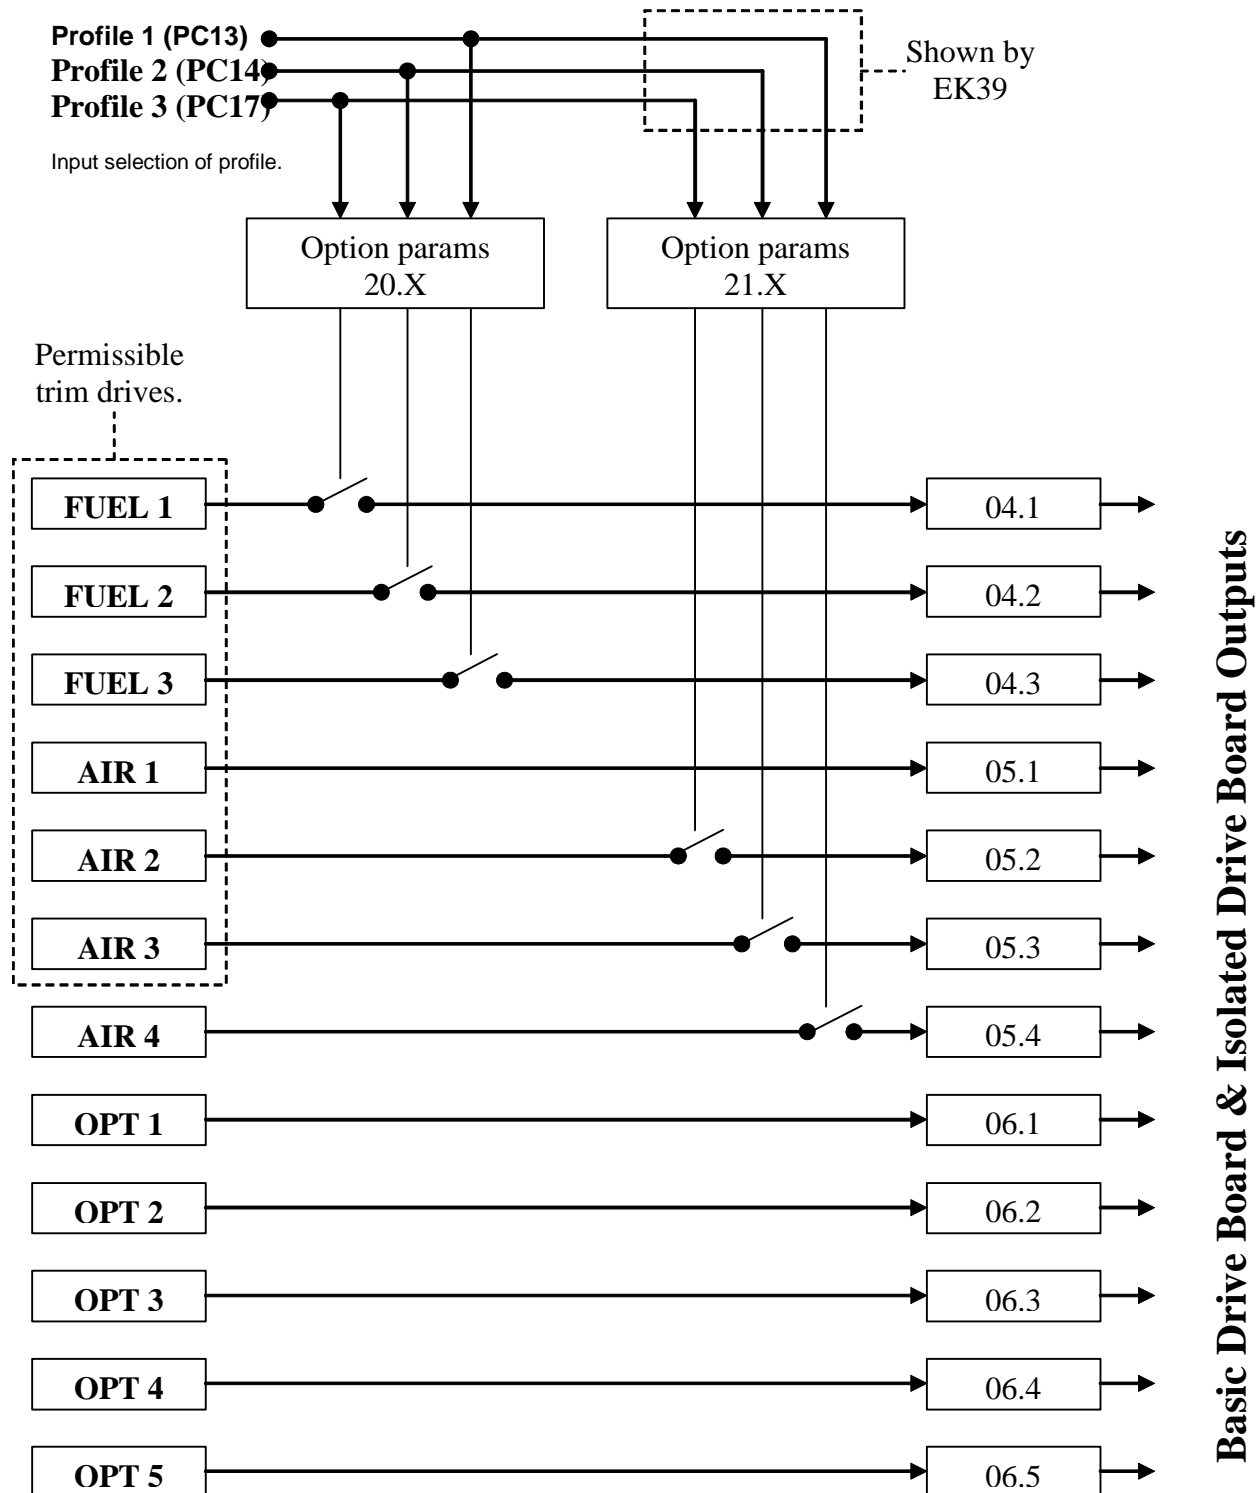 Profile 1 (PC13)
Profile 2 (PC14)
Profile 3 (PC17)
Input selection of profile.
Shown by
EK39
Option params
20.X
Option params
21.X
Permissible
trim drives.
FUEL 1
04.1
FUEL 2
04.2
FUEL 3
04.3
AIR 1
05.1
AIR 2
05.2
AIR 3
05.3
AIR 4
05.4
OPT 1
06.1
OPT 2
06.2
OPT 3
06.3
OPT 4
06.4
OPT 5
06.5
Basic Drive Board & Isolated Drive Board Outputs